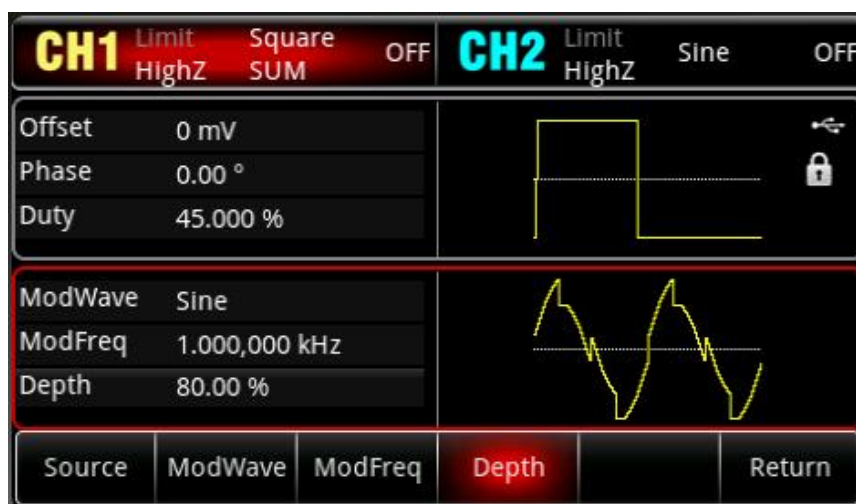 CH1 Limit Square OFF
HighZ SUM
CH2 Limit Sine OFF
HighZ
Offset 0 mV
Phase 0.00 °
Duty 45.000 %
ModWave Sine
ModFreq 1.000,000 kHz
Depth 80.00 %
Source ModWave ModFreq Depth Return